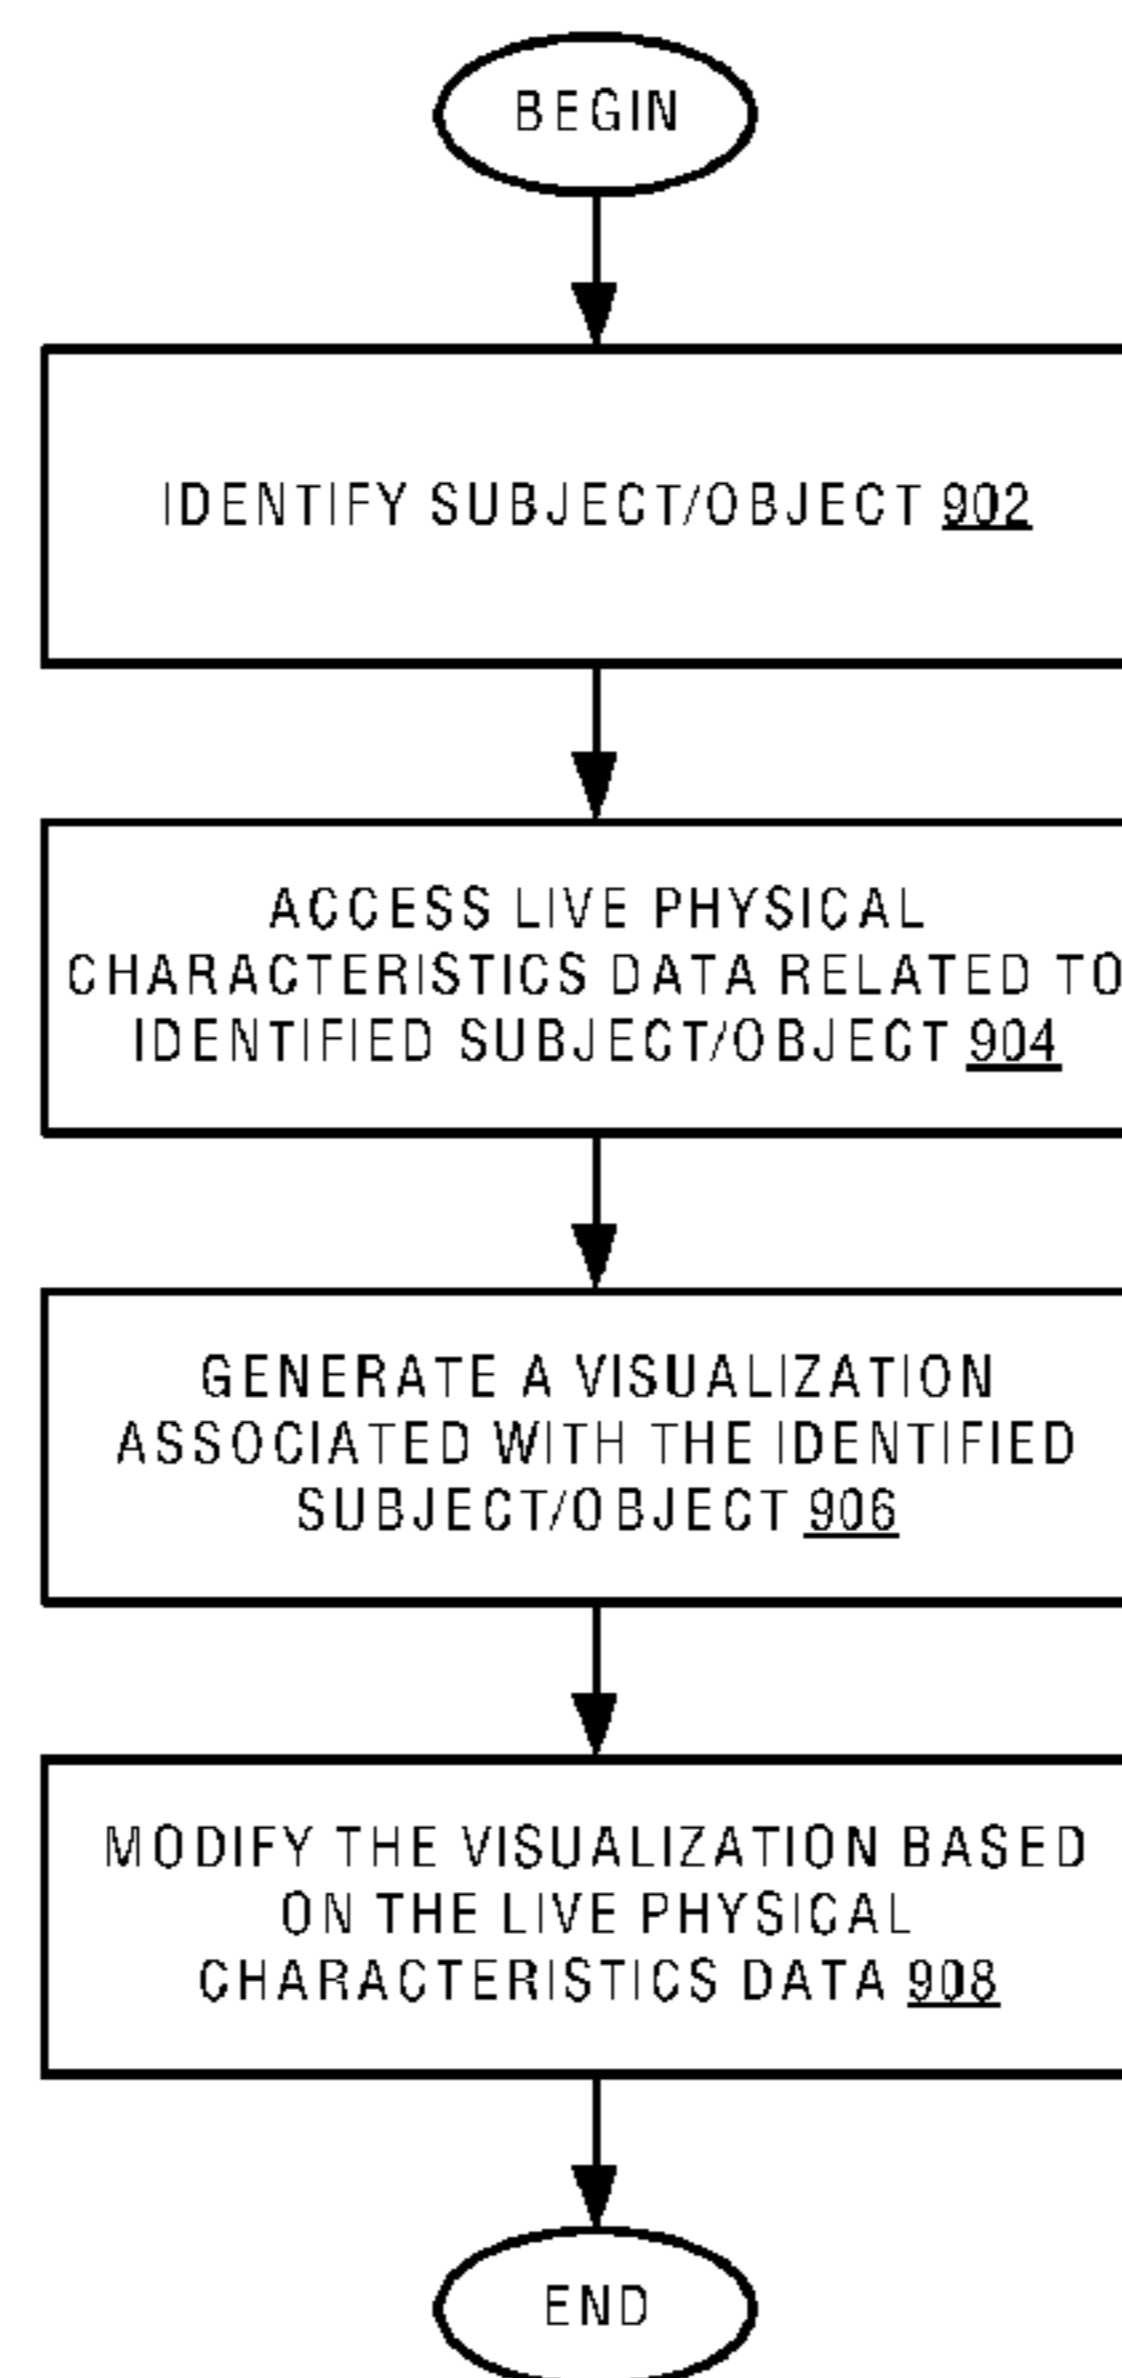 BEGIN
IDENTIFY SUBJECT/OBJECT 902
ACCESS LIVE PHYSICAL
CHARACTERISTICS DATA RELATED TO
IDENTIFIED SUBJECT/OBJECT 904
GENERATE A VISUALIZATION
ASSOCIATED WITH THE IDENTIFIED
SUBJECT/OBJECT 906
MODIFY THE VISUALIZATION BASED
ON THE LIVE PHYSICAL
CHARACTERISTICS DATA 908
END